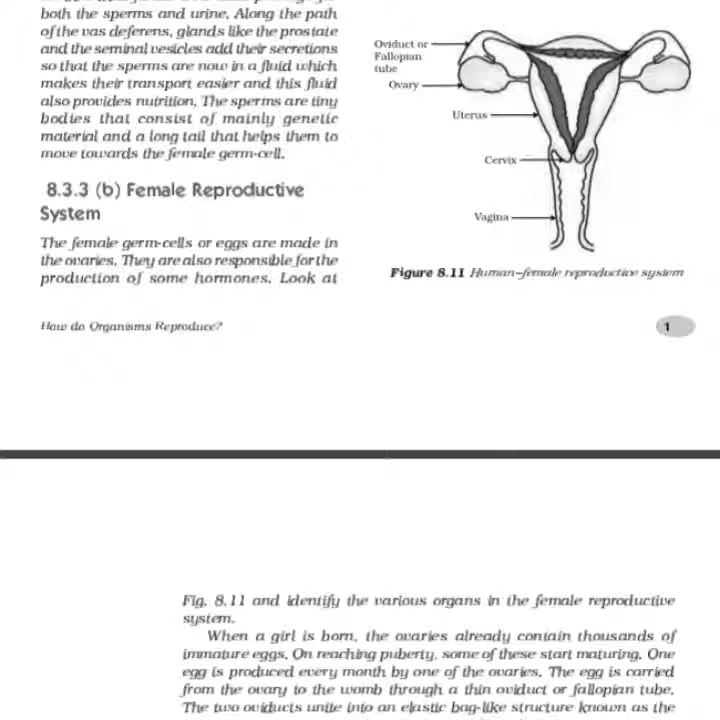 both the sperms and urine. Along the path
of the vas deferens, glands like the prostate
and the seminal vesicles add their secretions
so that the sperms are now in a fluid which
makes their transport easier and this fluid
also provides nutrition. The sperms are tiny
bodies that consist of mainly genetic
material and a long tail that helps them to
move towards the female germ-cell.
8.3.3 (b) Female Reproductive
System
The female germ-cells or eggs are made in
the ovaries. They are also responsible for the
production of some hormones. Look at
Oviduct or
Fallopian
tube
Ovary
Uterus
Cervix
Vagina
Figure 8.11 Human–female reproductive system
How do Organisms Reproduce?
1
Fig. 8.11 and identify the various organs in the female reproductive
system.
When a girl is born, the ovaries already contain thousands of
immature eggs. On reaching puberty, some of these start maturing. One
egg is produced every month by one of the ovaries. The egg is carried
from the ovary to the womb through a thin oviduct or fallopian tube.
The two oviducts unite into an elastic bag-like structure known as the